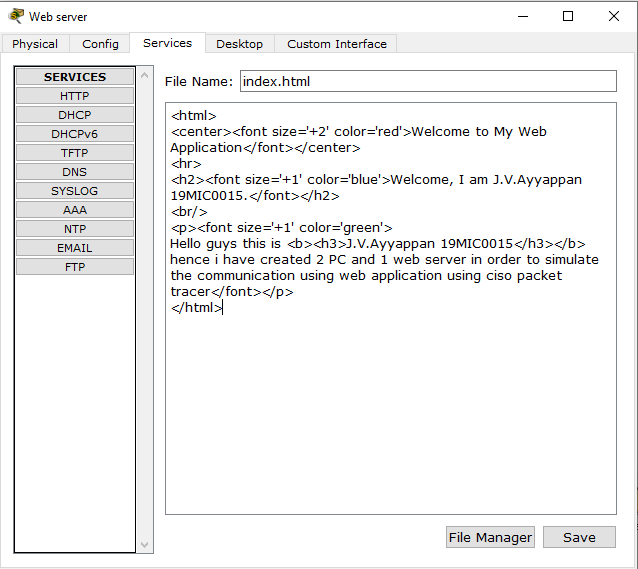 Web server
Physical Config Services Desktop Custom Interface
SERVICES
HTTP
DHCP
DHCPv6
TFTP
DNS
SYSLOG
AAA
NTP
EMAIL
FTP
File Name: index.html
<html>
<center><font size='+2' color='red'>Welcome to My Web
Application</font></center>
<hr>
<h2><font size='+1' color='blue'>Welcome, I am J.V.Ayyappan
19MIC0015.</font></h2>
<br/>
<p><font size='+1' color='green'>
Hello guys this is <b><h3>J.V.Ayyappan 19MIC0015</h3></b>
hence i have created 2 PC and 1 web server in order to simulate
the communication using web application using ciso packet
tracer</font></p>
</html>
File Manager Save